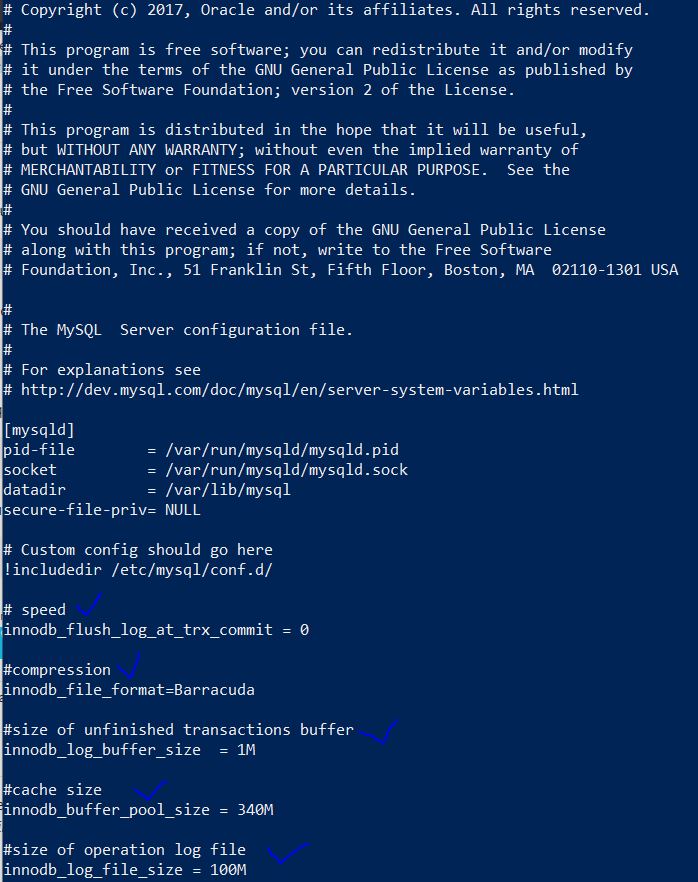 # Copyright (c) 2017, Oracle and/or its affiliates. All rights reserved.
#
# This program is free software; you can redistribute it and/or modify
# it under the terms of the GNU General Public License as published by
# the Free Software Foundation; version 2 of the License.
#
# This program is distributed in the hope that it will be useful,
# but WITHOUT ANY WARRANTY; without even the implied warranty of
# MERCHANTABILITY or FITNESS FOR A PARTICULAR PURPOSE.  See the
# GNU General Public License for more details.
#
# You should have received a copy of the GNU General Public License
# along with this program; if not, write to the Free Software
# Foundation, Inc., 51 Franklin St, Fifth Floor, Boston, MA  02110-1301 USA
#
# The MySQL  Server configuration file.
#
# For explanations see
# http://dev.mysql.com/doc/mysql/en/server-system-variables.html
[mysqld]
pid-file        = /var/run/mysqld/mysqld.pid
socket          = /var/run/mysqld/mysqld.sock
datadir         = /var/lib/mysql
secure-file-priv= NULL
# Custom config should go here
!includedir /etc/mysql/conf.d/
# speed
innodb_flush_log_at_trx_commit = 0
#compression
innodb_file_format=Barracuda
#size of unfinished transactions buffer
innodb_log_buffer_size  = 1M
#cache size
innodb_buffer_pool_size = 340M
#size of operation log file
innodb_log_file_size = 100M